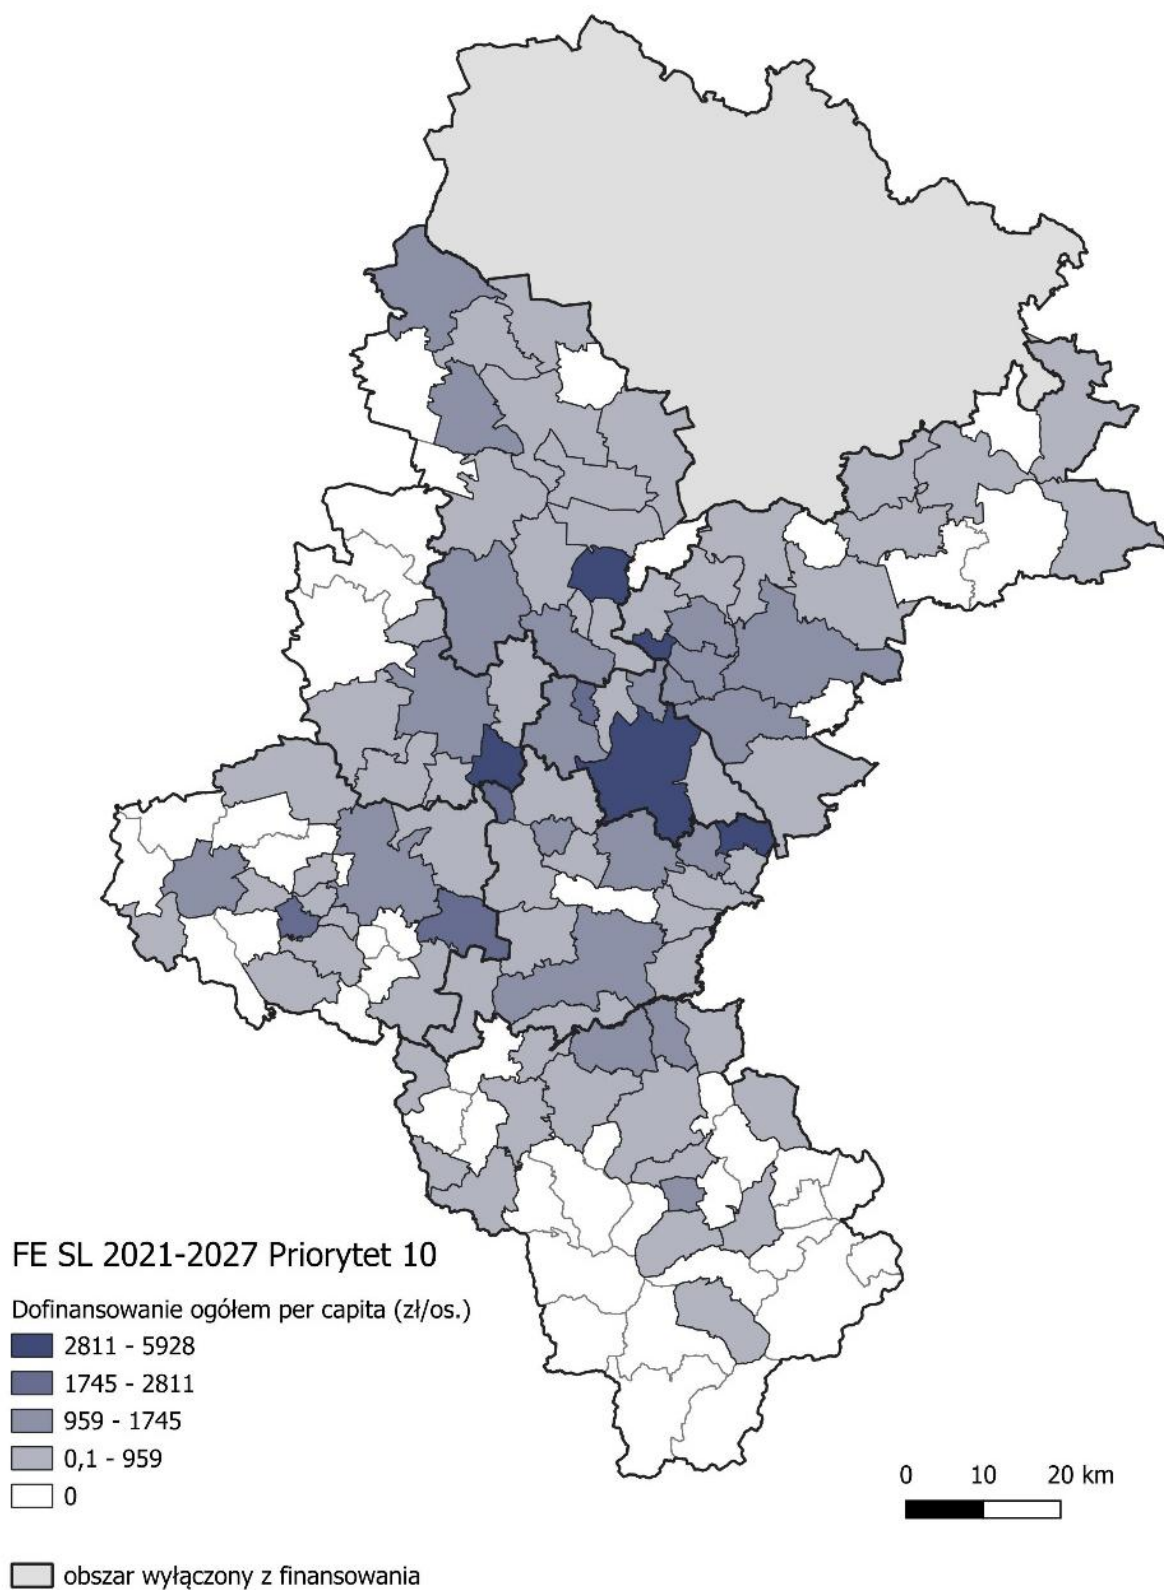 FE SL 2021-2027 Priorytet 10
Dofinansowanie ogółem per capita (zł/os.)
2811 - 5928
1745 - 2811
959 - 1745
0,1 - 959
0
obszar wyłączony z finansowania
0 10 20 km